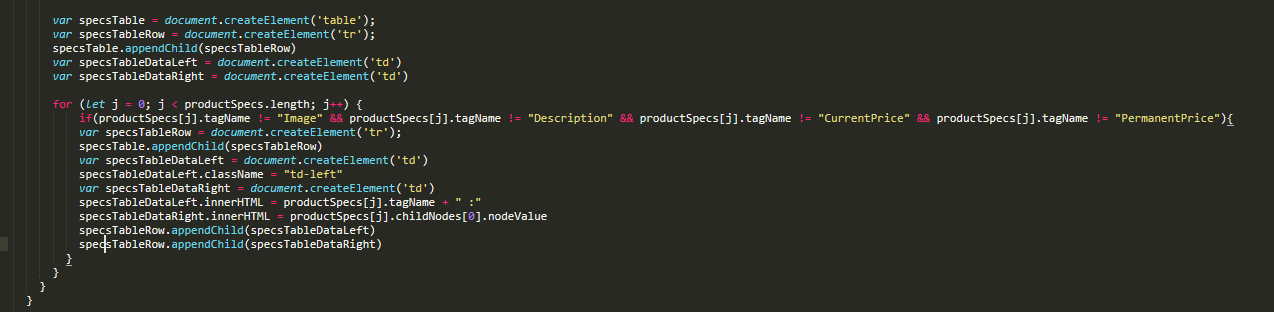 var specsTable = document.createElement('table');
var specsTableRow = document.createElement('tr');
specsTable.appendChild(specsTableRow)
var specsTableDataLeft = document.createElement('td')
var specsTableDataRight = document.createElement('td')
for (let j = 0; j < productSpecs.length; j++) {
if(productSpecs[j].tagName != "Image" && productSpecs[j].tagName != "Description" && productSpecs[j].tagName != "CurrentPrice" && productSpecs[j].tagName != "PermanentPrice"){
var specsTableRow = document.createElement('tr');
specsTable.appendChild(specsTableRow)
var specsTableDataLeft = document.createElement('td')
specsTableDataLeft.className = "td-left"
var specsTableDataRight = document.createElement('td')
specsTableDataLeft.innerHTML = productSpecs[j].tagName + " :"
specsTableDataRight.innerHTML = productSpecs[j].childNodes[0].nodeValue
specsTableRow.appendChild(specsTableDataLeft)
specsTableRow.appendChild(specsTableDataRight)
}
}
}
}